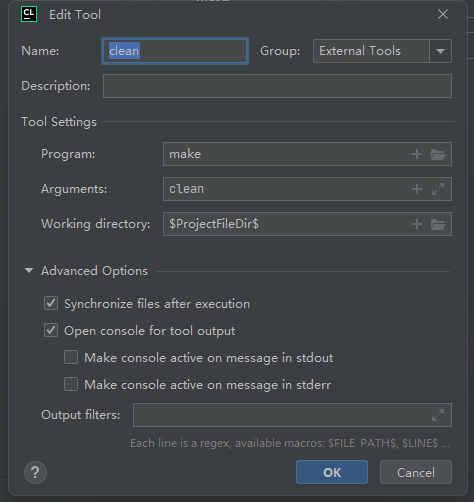 CL Edit Tool
Name: clean Group: External Tools
Description:
Tool Settings
Program: make
Arguments: clean
Working directory: $ProjectFileDir$
Advanced Options
Synchronize files after execution
Open console for tool output
Make console active on message in stdout
Make console active on message in stderr
Output filters:
Each line is a regex, available macros: $FILE_PATH$, $LINE$ ...
? OK Cancel